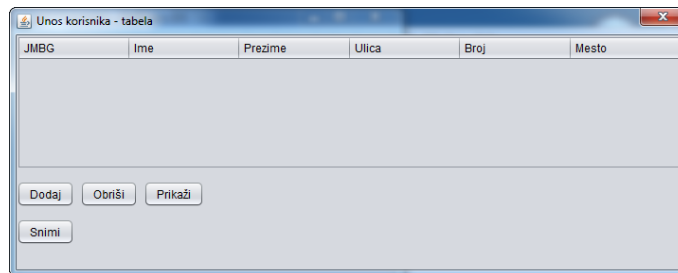 Unos korisnika - tabela
JMBG Ime Prezime Ulica Broj Mesto
Dodaj Obriši Prikaži
Snimi